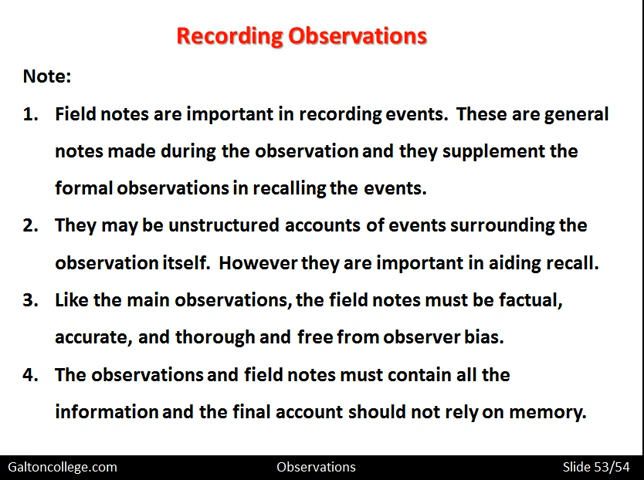 Recording Observations
Note:
1. Field notes are important in recording events. These are general
notes made during the observation and they supplement the
formal observations in recalling the events.
2. They may be unstructured accounts of events surrounding the
observation itself. However they are important in aiding recall.
3. Like the main observations, the field notes must be factual,
accurate, and thorough and free from observer bias.
4. The observations and field notes must contain all the
information and the final account should not rely on memory.
Galtoncollege.com Observations Slide 53/54